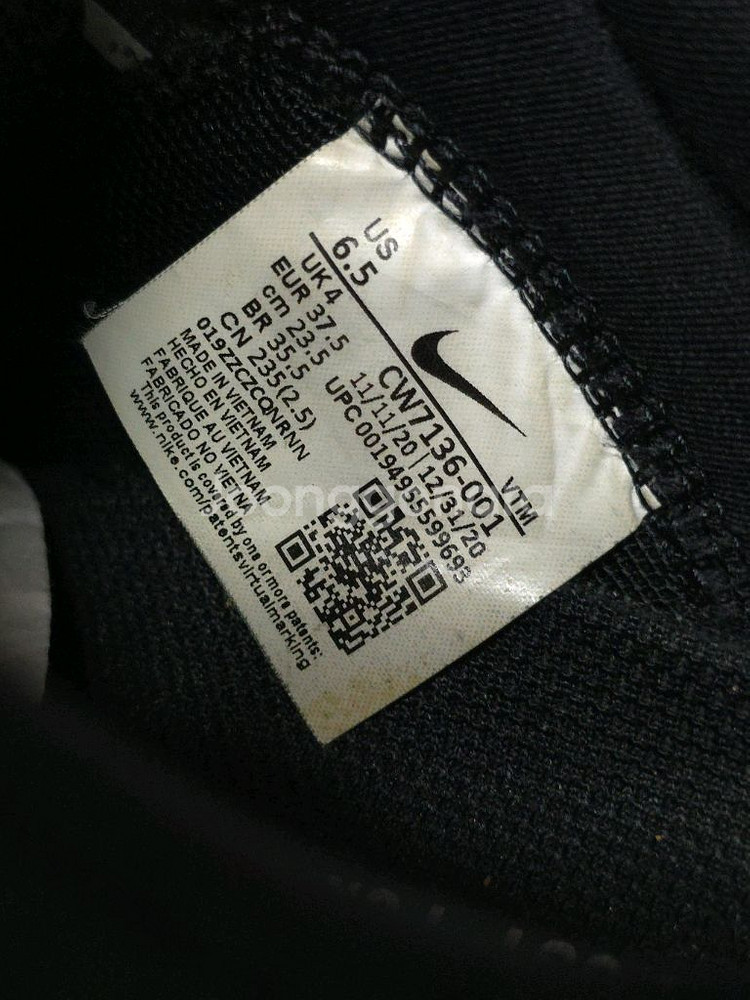 US
6.5
UK 4
EUR 37.5
cm 23.5
BR 35.5
CN 235(2.5)
019ZZCZCQNRNN
MADE IN VIETNAM
HECHO EN VIETNAM
FABRIQUE AU VIETNAM
FABRICADO NO VIETNA
This product is covered by one or more patents:
www.nike.com/patentsvirtualmarking
VTM
CW7136-001
11/11/20 | 12/31/20
UPC 00194955599693